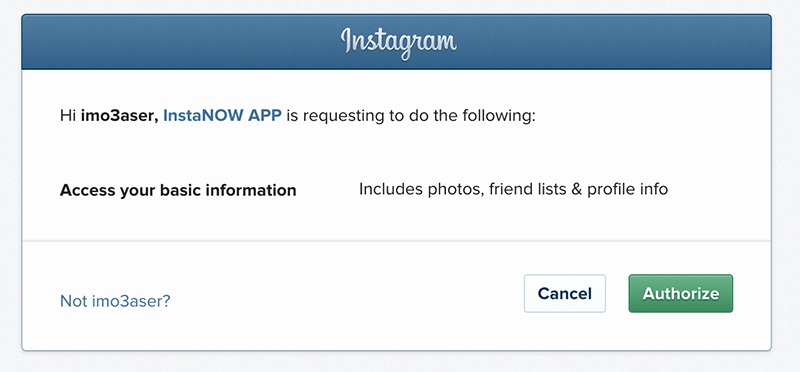 Instagram
Hi imo3aser, InstaNOW APP is requesting to do the following:
Access your basic information Includes photos, friend lists & profile info
Not imo3aser? Cancel Authorize